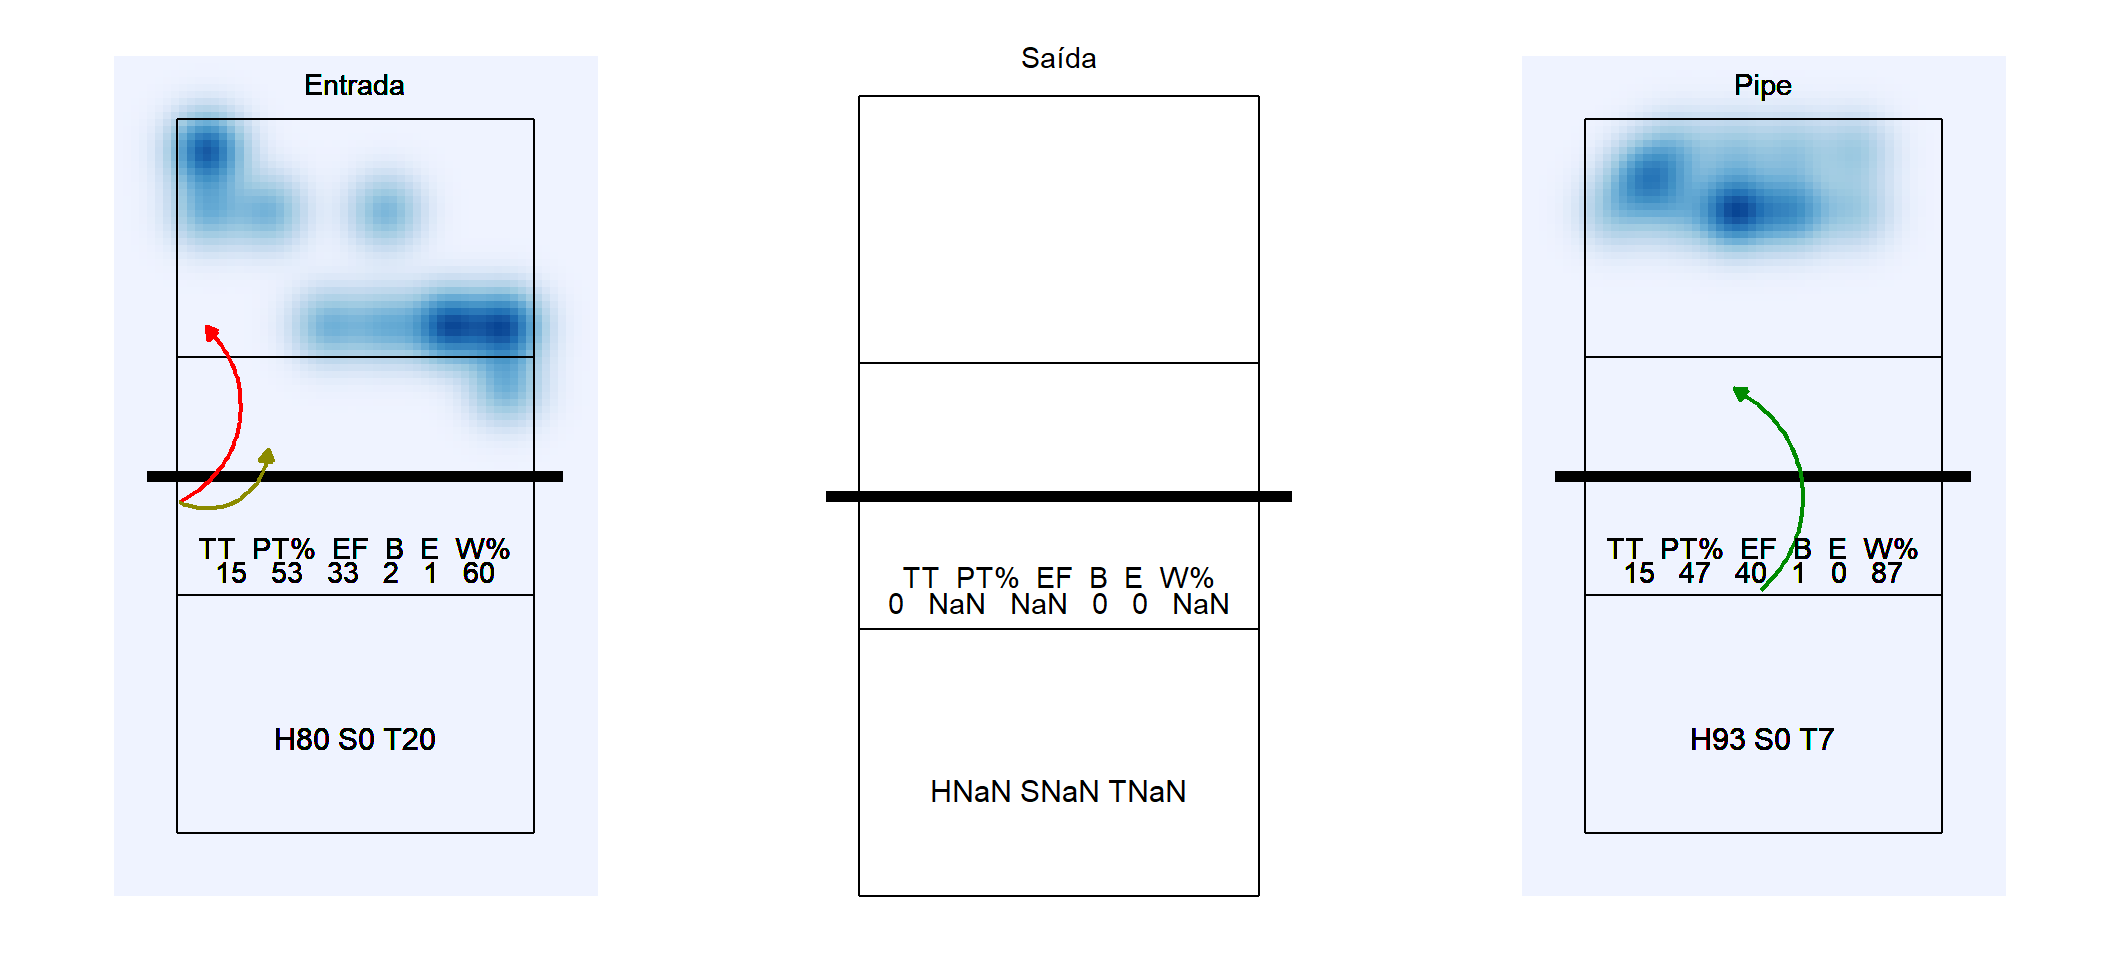 Entrada
TT PT% EF B E W%
15 53 33 2 1 60
H80 S0 T20
Saída
TT PT% EF B E W%
0 NaN NaN 0 0 NaN
HNaN SNaN TNaN
Pipe
TT PT% EF B E W%
15 47 40 1 0 87
H93 S0 T7